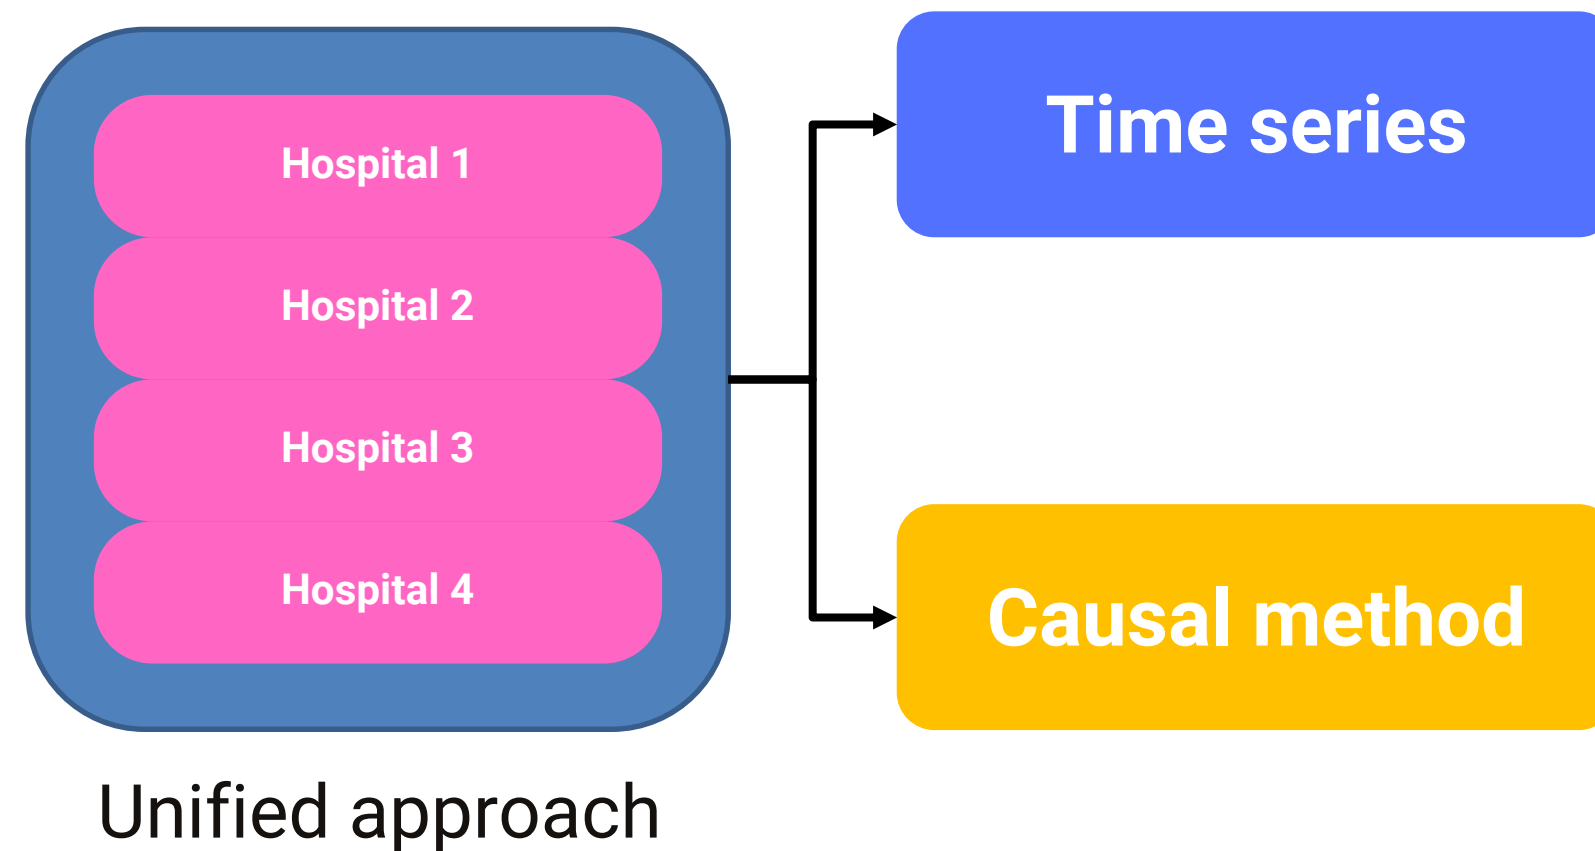 Hospital 1
Hospital 2
Hospital 3
Hospital 4
Unified approach
Time series
Causal method